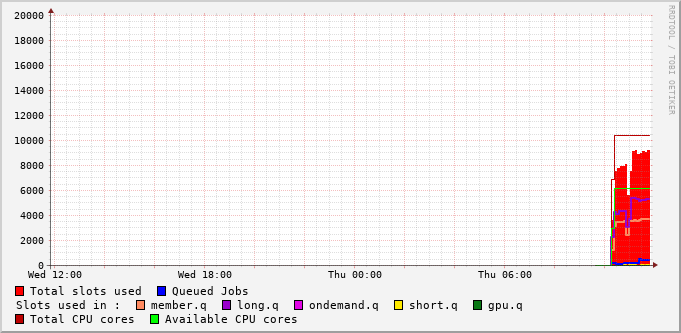 20000
18000
16000
14000
12000
10000
8000
6000
4000
2000
0
Wed 12:00 Wed 18:00 Thu 00:00 Thu 06:00
Total slots used Queued Jobs
Slots used in : member.q long.q ondemand.q short.q gpu.q
Total CPU cores Available CPU cores
RRDTOOL / TOBI OETIKER